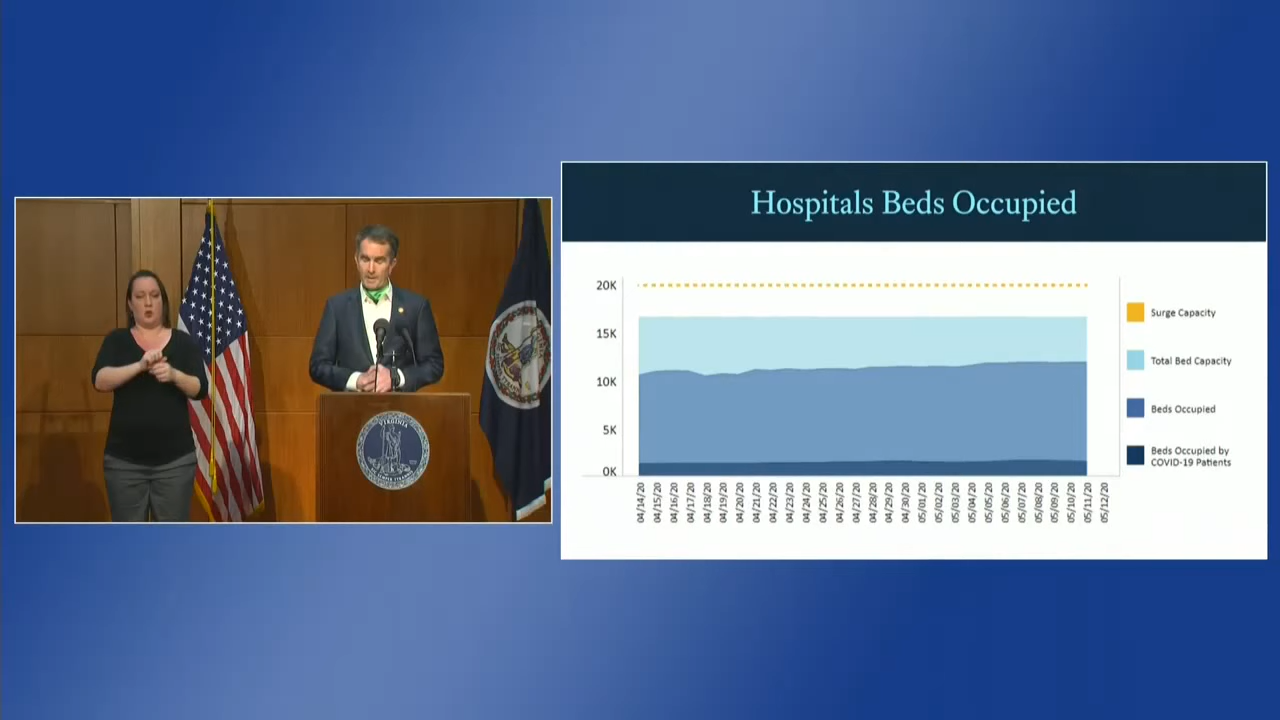 Hospitals Beds Occupied
20K
15K
10K
5K
0K
04/14/20
04/15/20
04/16/20
04/17/20
04/18/20
04/19/20
04/20/20
04/21/20
04/22/20
04/23/20
04/24/20
04/25/20
04/26/20
04/27/20
04/28/20
04/29/20
04/30/20
05/01/20
05/02/20
05/03/20
05/04/20
05/05/20
05/06/20
05/07/20
05/08/20
05/09/20
05/10/20
05/11/20
05/12/20
Surge Capacity
Total Bed Capacity
Beds Occupied
Beds Occupied by
COVID-19 Patients
VIRGINIA